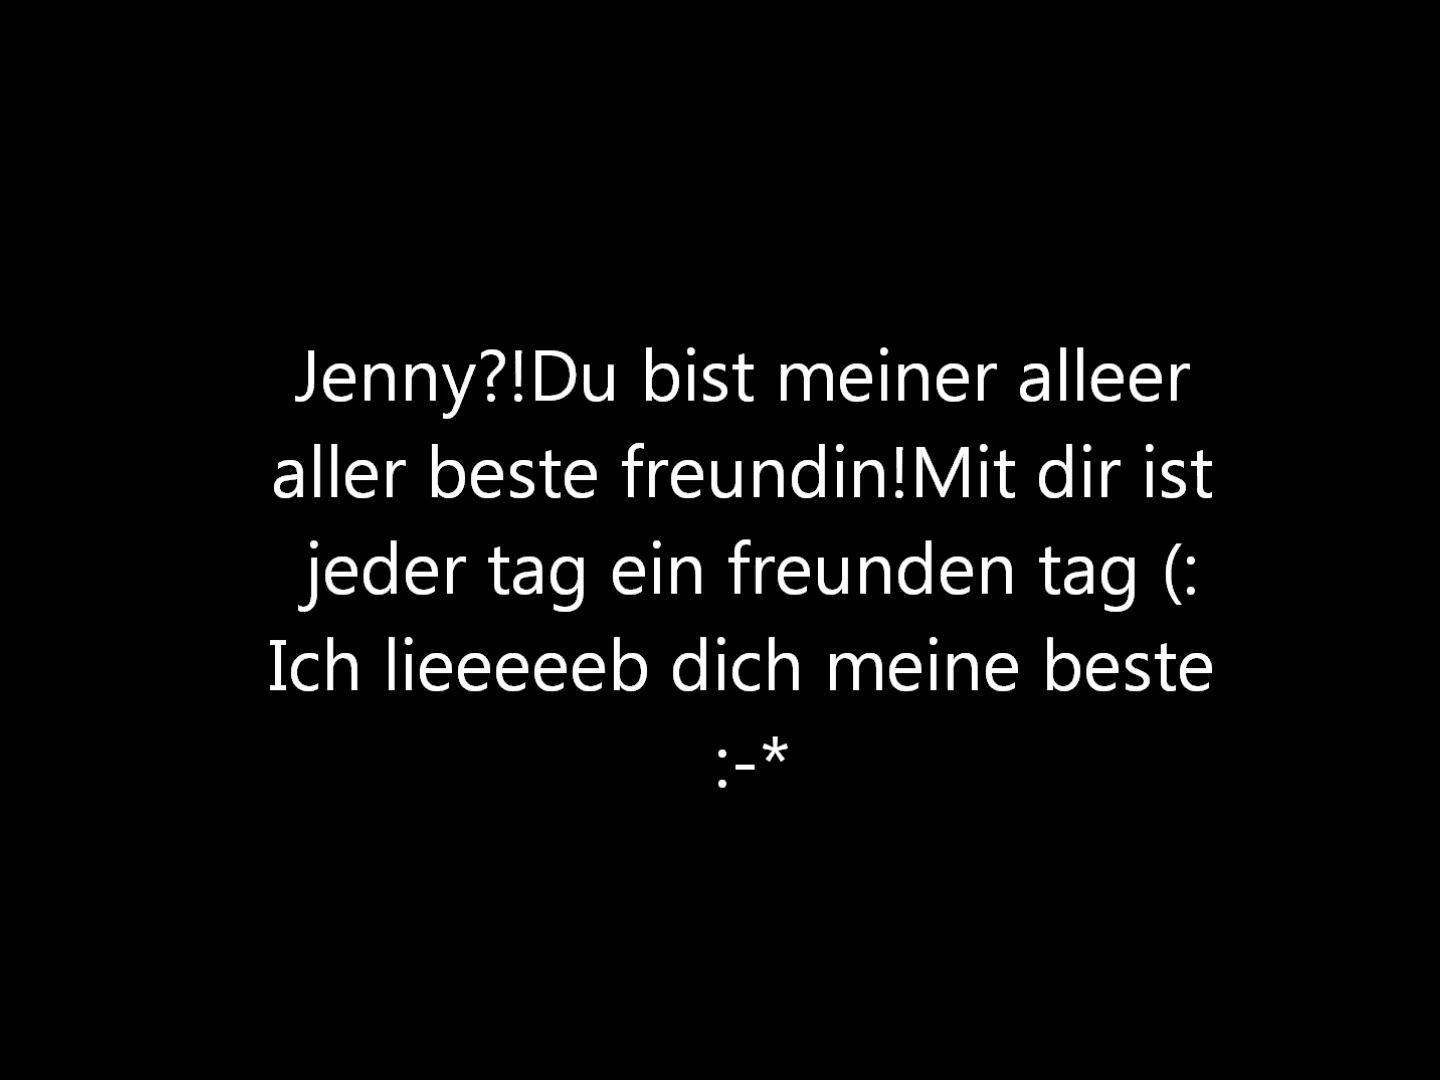 Jenny?!Du bist meiner alleer
aller beste freundin!Mit dir ist
jeder tag ein freunden tag (:
Ich lieeeeeb dich meine beste
:-*